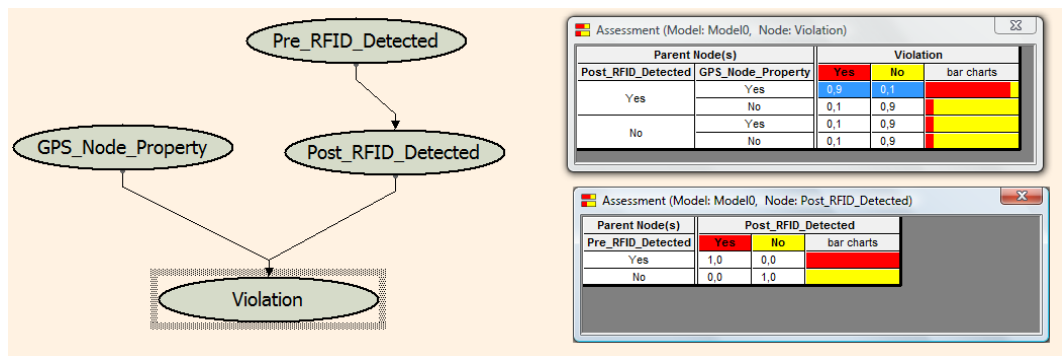 Pre_RFID_Detected
GPS_Node_Property
Post_RFID_Detected
Violation
Assessment (Model: Model0, Node: Violation)
Parent Node(s) Violation
Post_RFID_Detected GPS_Node_Property Yes No bar charts
Yes Yes 0,9 0,1
No 0,1 0,9
No Yes 0,1 0,9
No 0,1 0,9
Assessment (Model: Model0, Node: Post_RFID_Detected)
Parent Node(s) Post_RFID_Detected
Pre_RFID_Detected Yes No bar charts
Yes 1,0 0,0
No 0,0 1,0